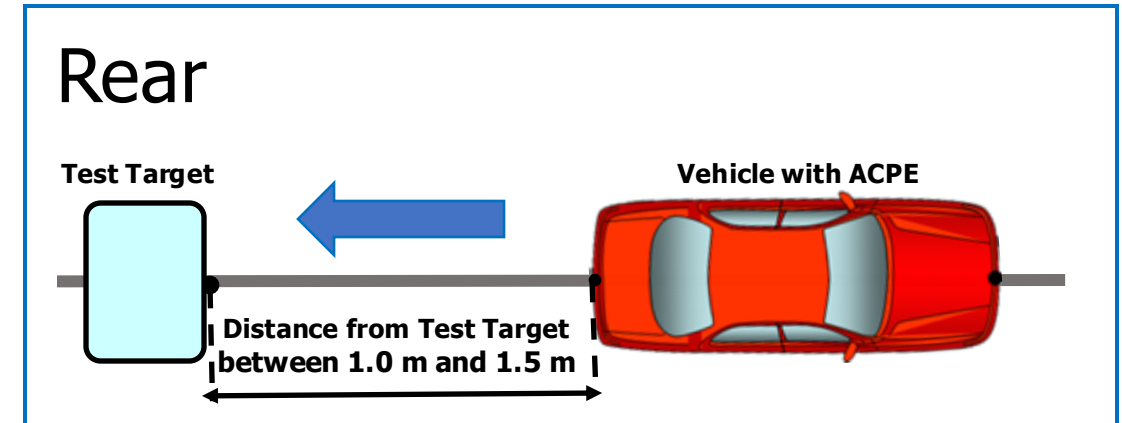 Rear
Test Target
Vehicle with ACPE
Distance from Test Target
between 1.0 m and 1.5 m